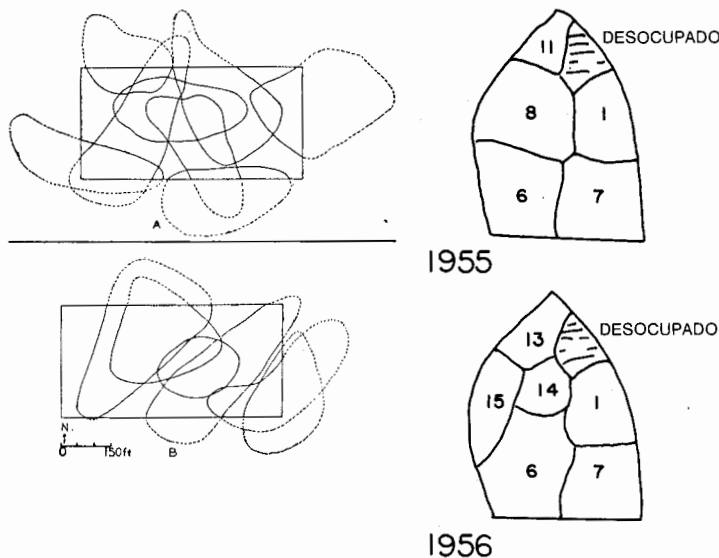 A
N.
0 150ft
B
11 DESOCUPADO
8 1
6 7
1955
13 DESOCUPADO
15 14 1
6 7
1956